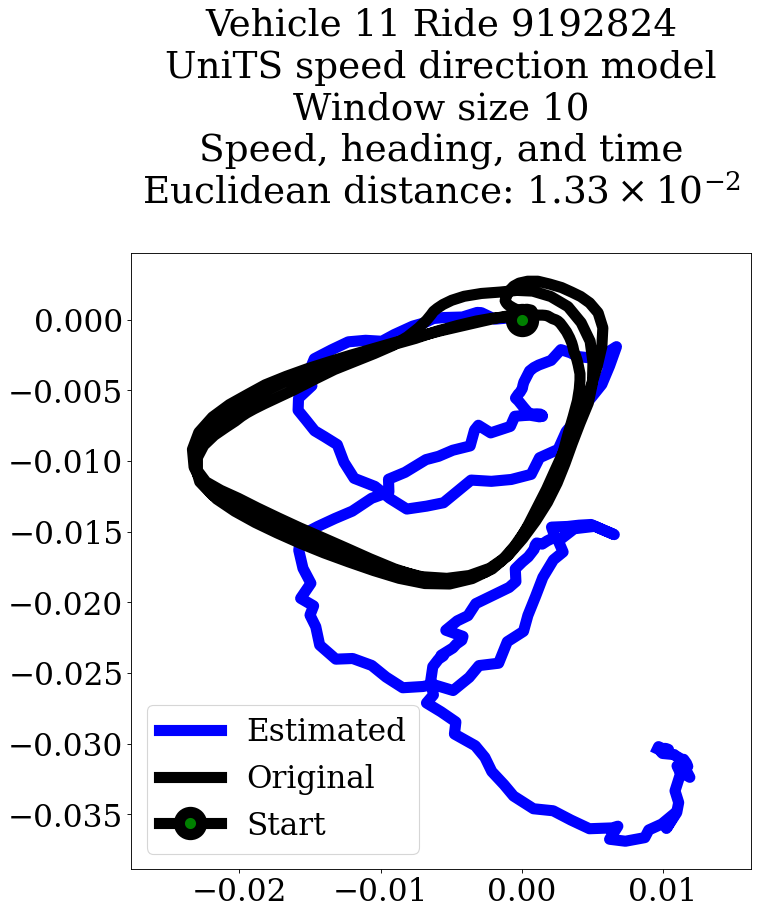 Vehicle 11 Ride 9192824
UniTS speed direction model
Window size 10
Speed, heading, and time
Euclidean distance: 1.33 × 10⁻²
0.000
−0.005
−0.010
−0.015
−0.020
−0.025
−0.030
−0.035
Estimated
Original
Start
−0.02
−0.01
0.00
0.01